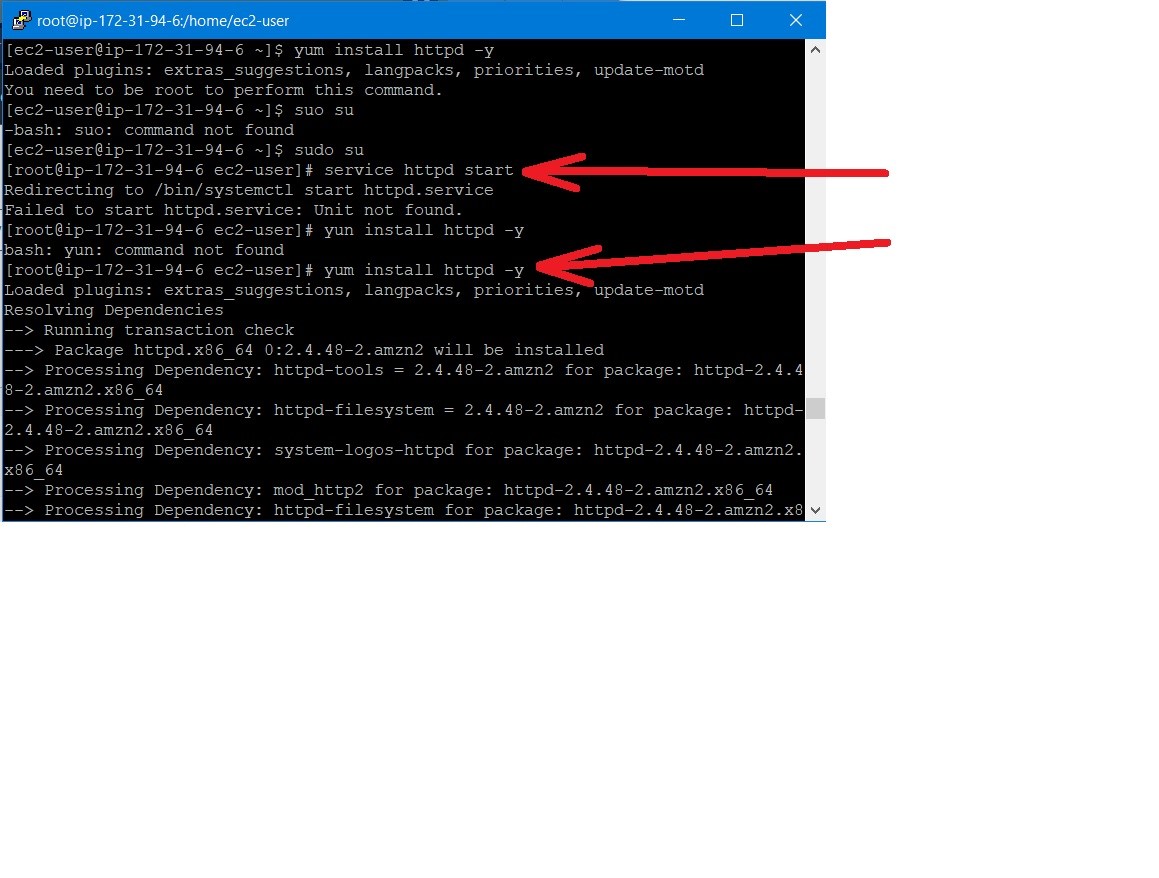 root@ip-172-31-94-6:/home/ec2-user
[ec2-user@ip-172-31-94-6 ~]$ yum install httpd -y
Loaded plugins: extras_suggestions, langpacks, priorities, update-motd
You need to be root to perform this command.
[ec2-user@ip-172-31-94-6 ~]$ suo su
-bash: suo: command not found
[ec2-user@ip-172-31-94-6 ~]$ sudo su
[root@ip-172-31-94-6 ec2-user]# service httpd start
Redirecting to /bin/systemctl start httpd.service
Failed to start httpd.service: Unit not found.
[root@ip-172-31-94-6 ec2-user]# yun install httpd -y
bash: yun: command not found
[root@ip-172-31-94-6 ec2-user]# yum install httpd -y
Loaded plugins: extras_suggestions, langpacks, priorities, update-motd
Resolving Dependencies
--> Running transaction check
---> Package httpd.x86_64 0:2.4.48-2.amzn2 will be installed
--> Processing Dependency: httpd-tools = 2.4.48-2.amzn2 for package: httpd-2.4.4
8-2.amzn2.x86_64
--> Processing Dependency: httpd-filesystem = 2.4.48-2.amzn2 for package: httpd-
2.4.48-2.amzn2.x86_64
--> Processing Dependency: system-logos-httpd for package: httpd-2.4.48-2.amzn2.
x86_64
--> Processing Dependency: mod_http2 for package: httpd-2.4.48-2.amzn2.x86_64
--> Processing Dependency: httpd-filesystem for package: httpd-2.4.48-2.amzn2.x8